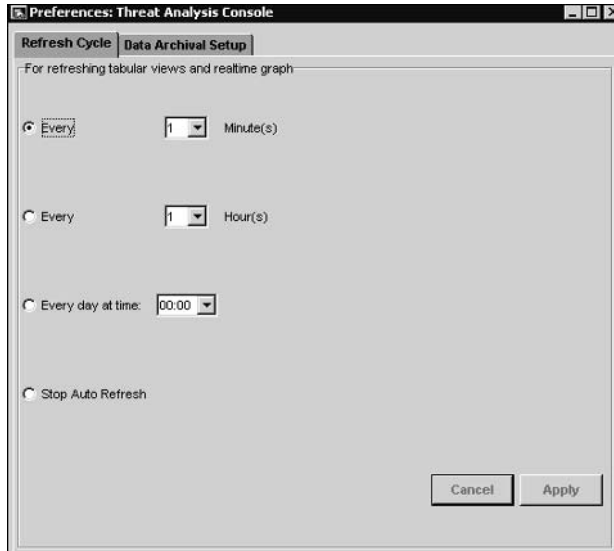 Preferences: Threat Analysis Console
Refresh Cycle Data Archival Setup
For refreshing tabular views and realtime graph
Every 1 Minute(s)
Every 1 Hour(s)
Every day at time: 00:00
Stop Auto Refresh
Cancel Apply